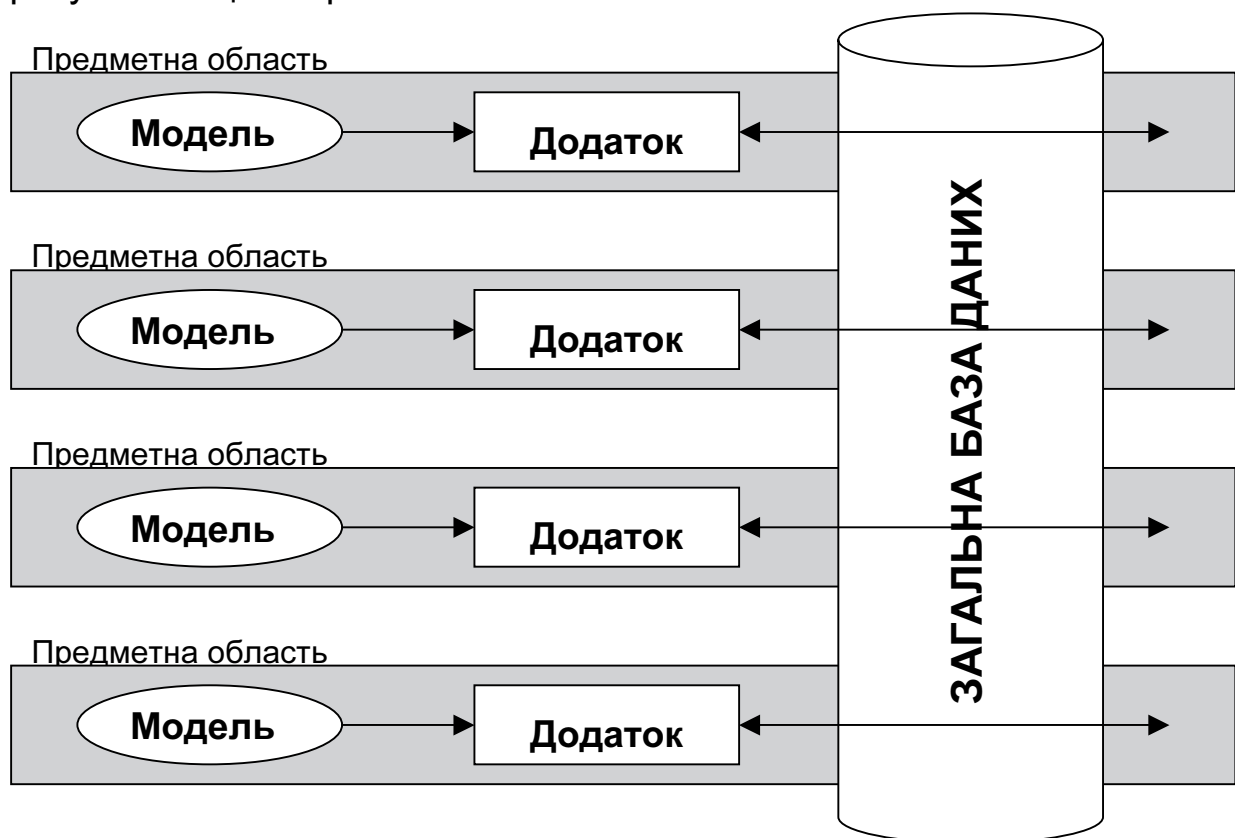 Предметна область
Модель
Додаток
Предметна область
Модель
Додаток
Предметна область
Модель
Додаток
Предметна область
Модель
Додаток
ЗАГАЛЬНА БАЗА ДАНИХ